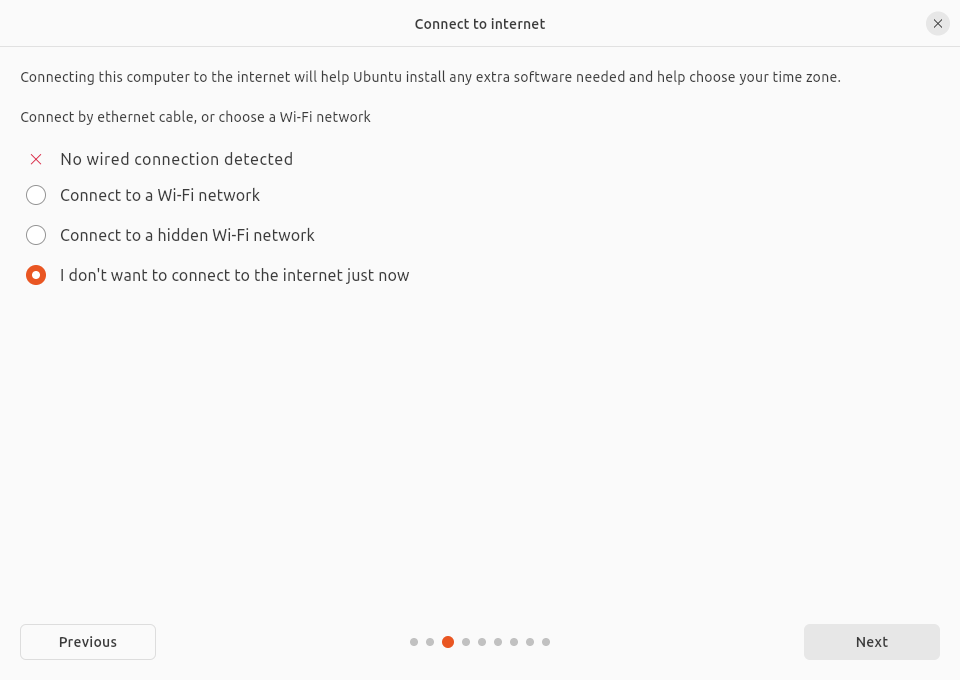 Connect to internet
Connecting this computer to the internet will help Ubuntu install any extra software needed and help choose your time zone.
Connect by ethernet cable, or choose a Wi-Fi network
No wired connection detected
Connect to a Wi-Fi network
Connect to a hidden Wi-Fi network
I don't want to connect to the internet just now
Previous
Next